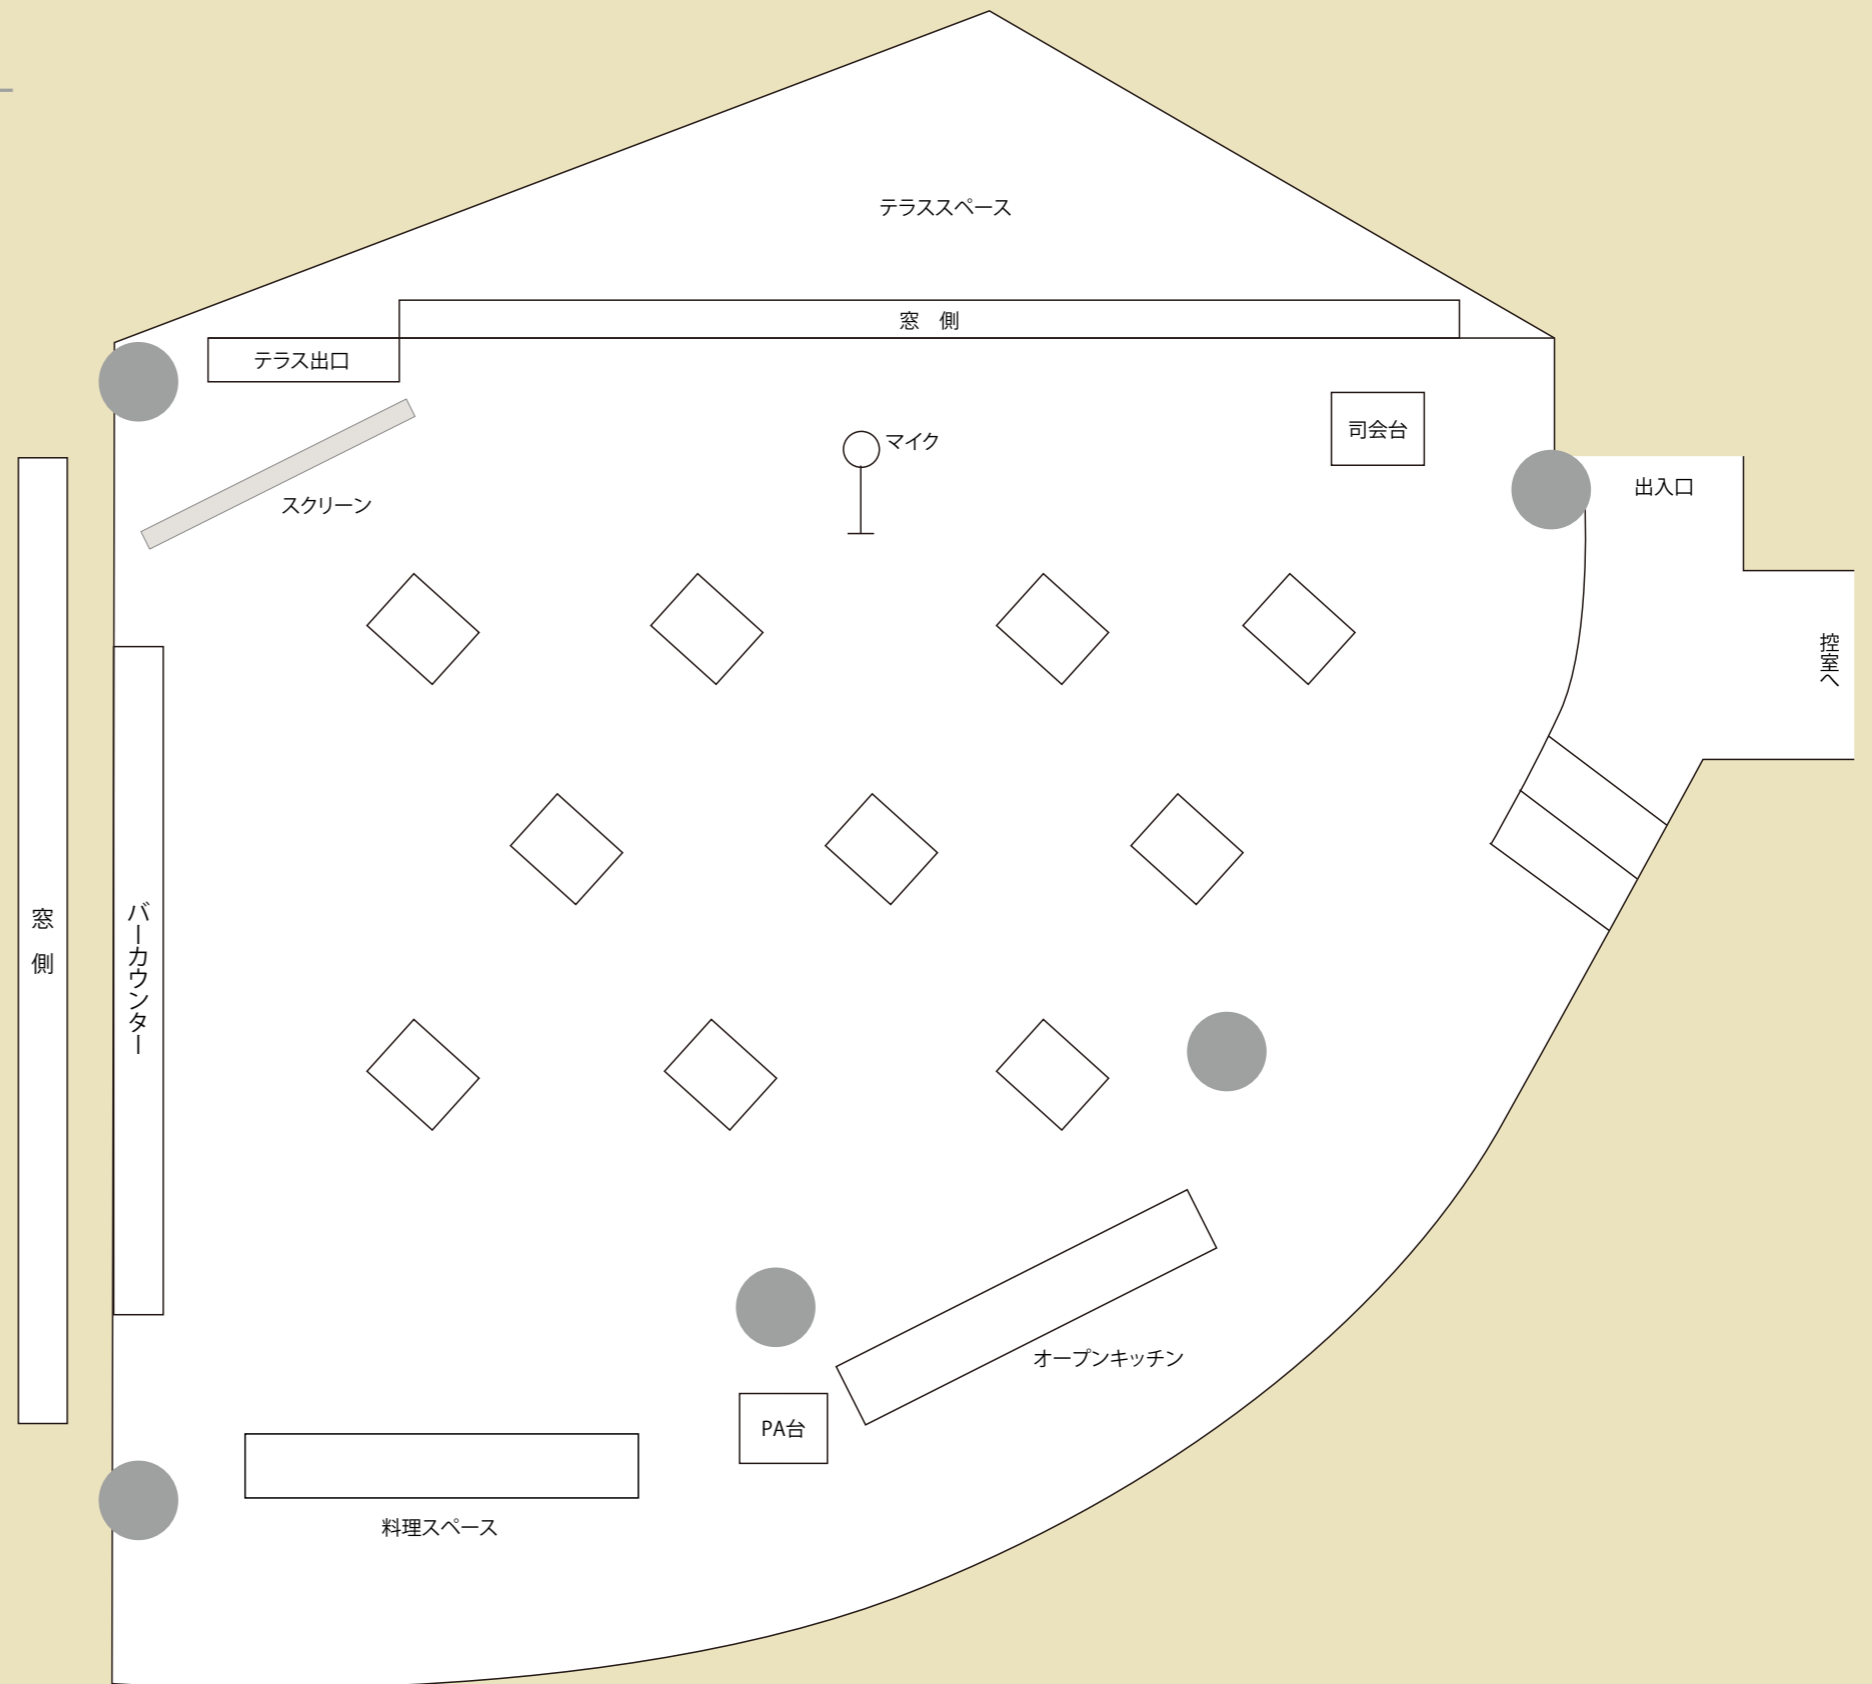 テラススペース
窓　側
テラス出口
司会台
マイク
出入口
スクリーン
控室へ
窓　側
バーカウンター
オープンキッチン
PA台
料理スペース